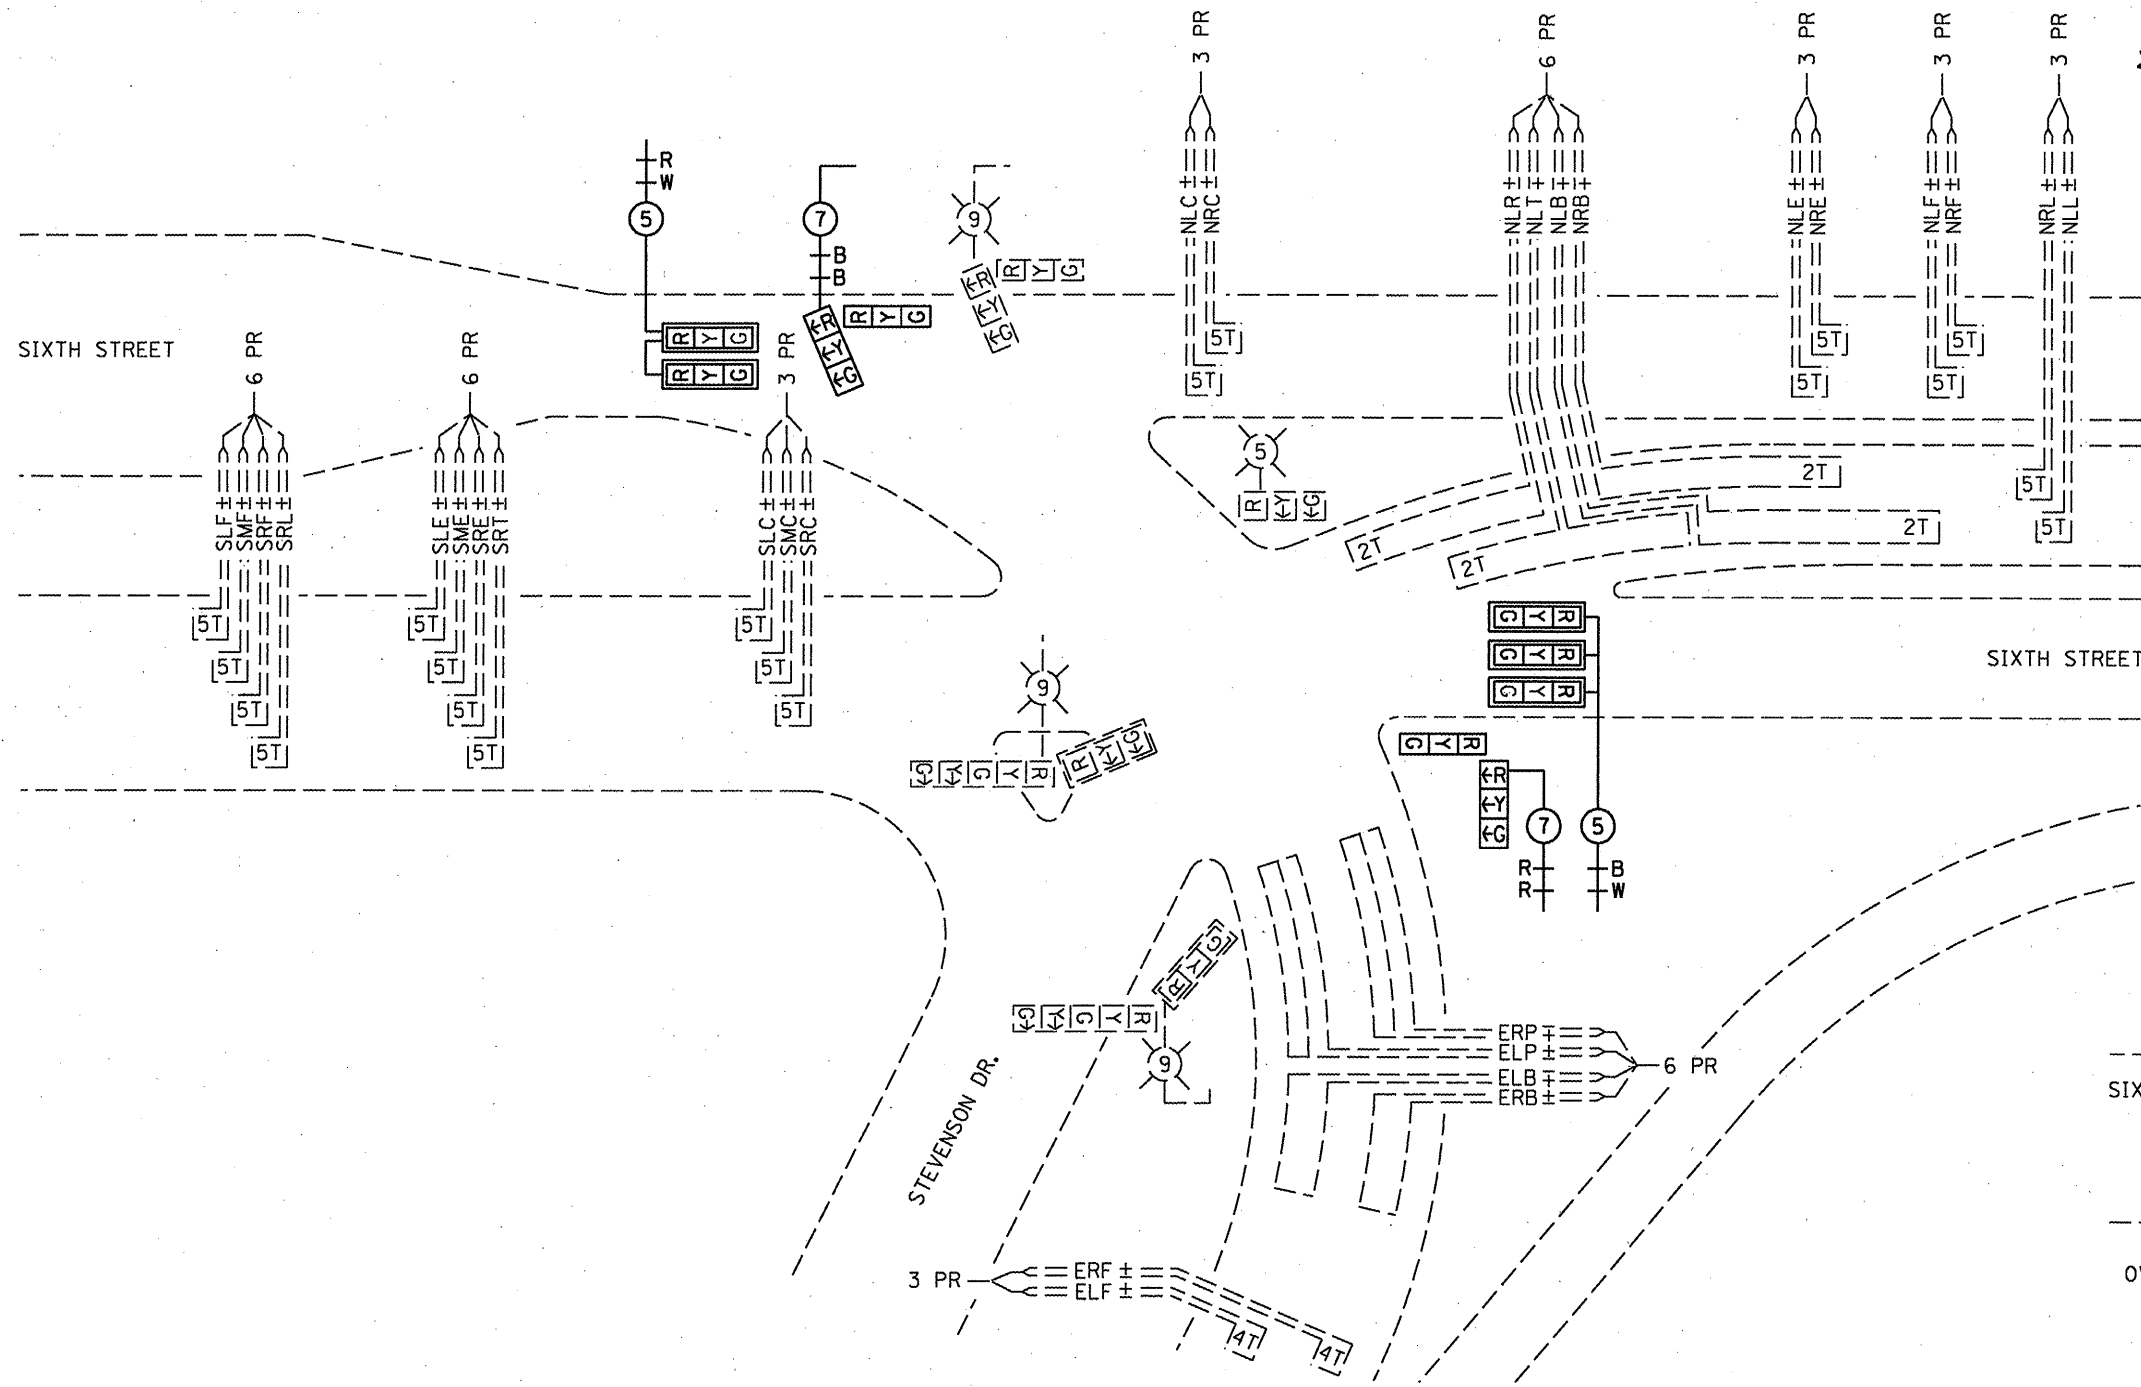 3 PR
6 PR
3 PR
3 PR
3 PR
R
W
5
7
9
B
B
NLC ±
NRC ±
NLR ±
NLT ±
NLB ±
NRB ±
NLE ±
NRE ±
NLF ±
NRF ±
NRL ±
NLL ±
←R
←Y
←G
R Y G
←R
←Y
←G
R Y G
R Y G
R Y G
5T
5T
5T
5T
5T
5T
SIXTH STREET
6 PR
6 PR
3 PR
5
R ←Y ←G
2T
2T
2T
2T
5T
5T
SLF ±
SMF ±
SRF ±
SRL ±
SLE ±
SME ±
SRE ±
SRT ±
SLC ±
SMC ±
SRC ±
5T
5T
5T
5T
5T
5T
5T
5T
5T
5T
5T
R Y G
R Y G
R Y G
SIXTH STREET
9
R Y G Y→ G→
R ←Y ←G
R Y G
←R
←Y
←G
7
5
R
R
B
W
R Y G
R Y G Y→ G→
9
STEVENSON DR.
ERP ∓
ELP ±
ELB ∓
ERB ±
6 PR
SIX
3 PR
ERF ±
ELF ±
4T
4T